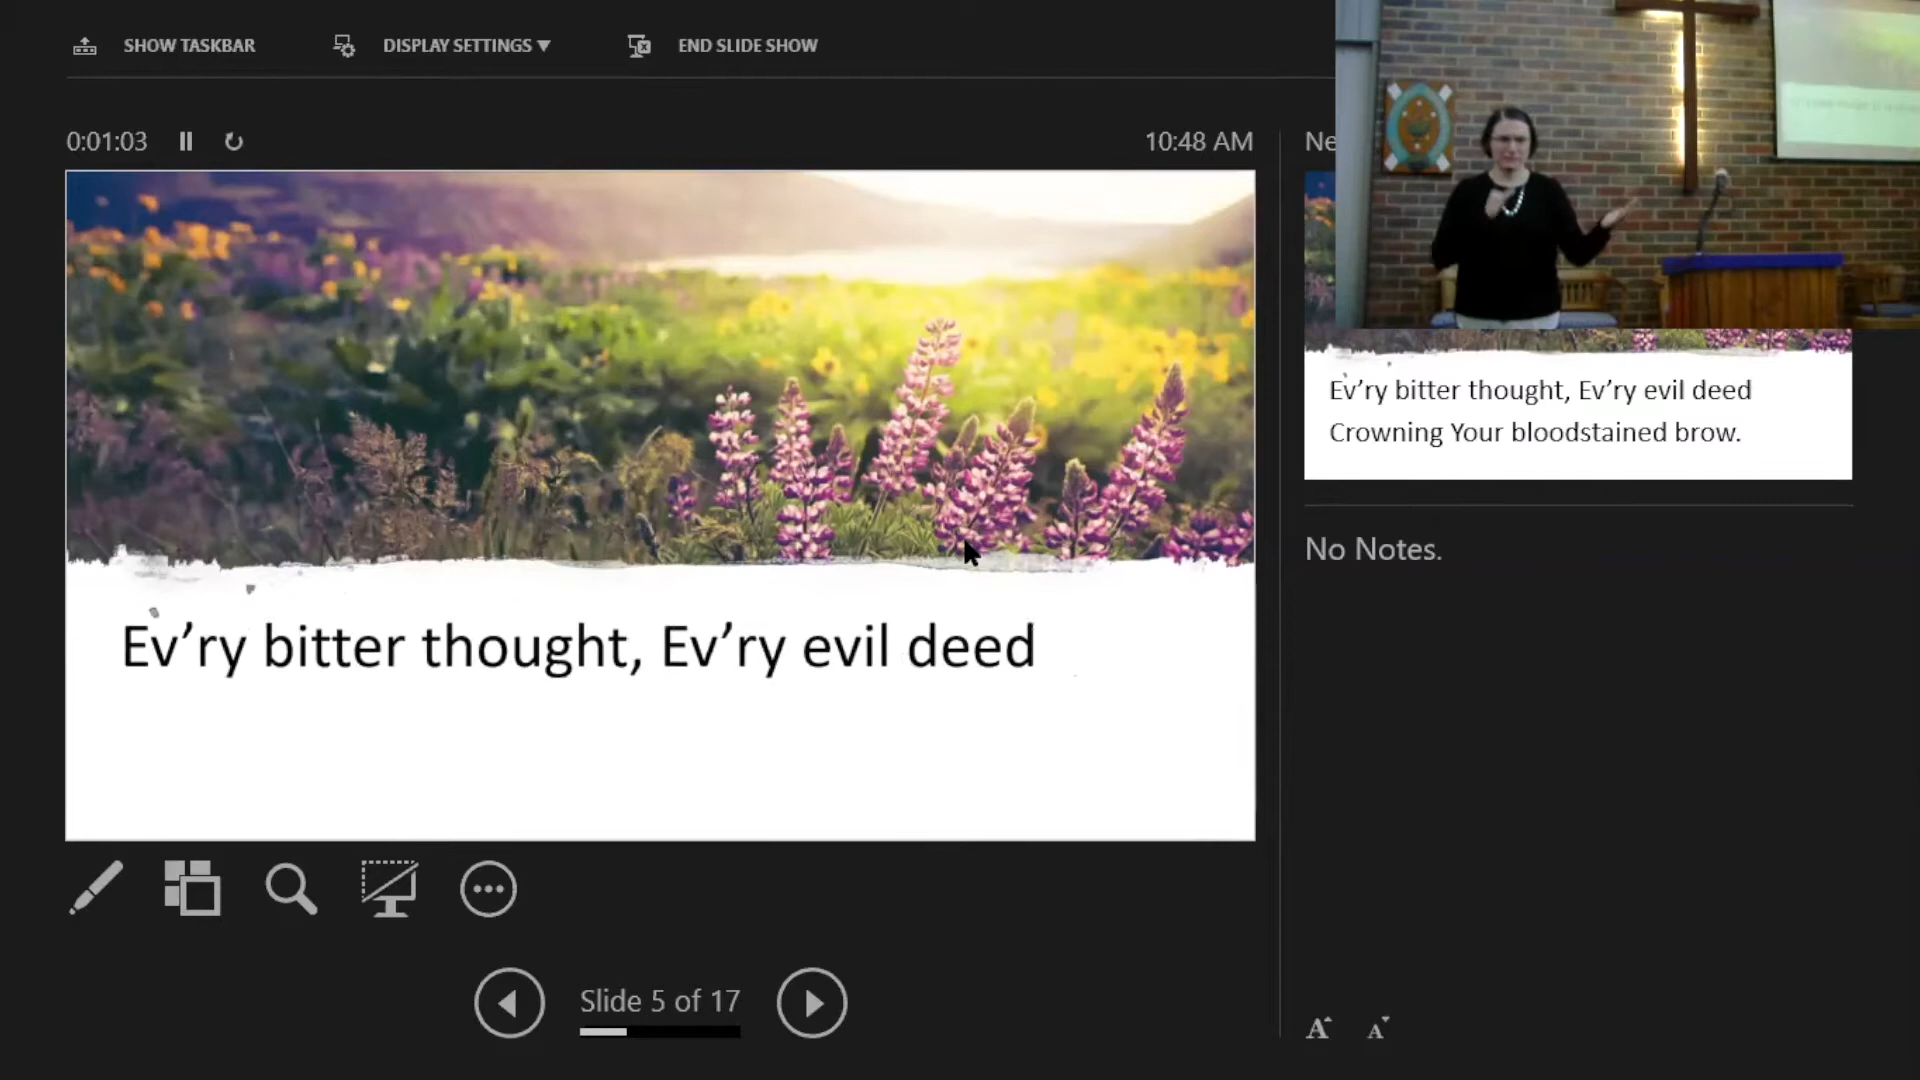 SHOW TASKBAR
DISPLAY SETTINGS ▼
END SLIDE SHOW
0:01:03
10:48 AM
Ne
Ev’ry bitter thought, Ev’ry evil deed
Ev’ry bitter thought, Ev’ry evil deed
Crowning Your bloodstained brow.
No Notes.
Slide 5 of 17
A A